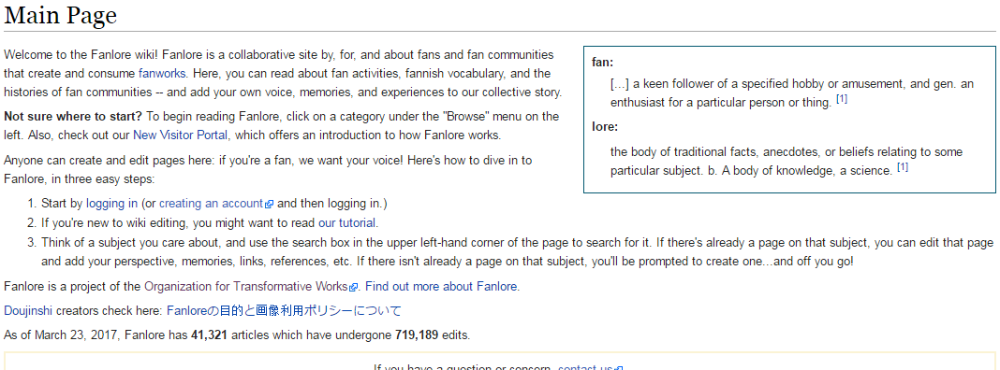 Main Page
Welcome to the Fanlore wiki! Fanlore is a collaborative site by, for, and about fans and fan communities
that create and consume fanworks. Here, you can read about fan activities, fannish vocabulary, and the
histories of fan communities -- and add your own voice, memories, and experiences to our collective story.
Not sure where to start? To begin reading Fanlore, click on a category under the "Browse" menu on the
left. Also, check out our New Visitor Portal, which offers an introduction to how Fanlore works.
Anyone can create and edit pages here: if you're a fan, we want your voice! Here's how to dive in to
Fanlore, in three easy steps:
fan:
[...] a keen follower of a specified hobby or amusement, and gen. an
enthusiast for a particular person or thing. [1]
lore:
the body of traditional facts, anecdotes, or beliefs relating to some
particular subject. b. A body of knowledge, a science. [1]
1. Start by logging in (or creating an account and then logging in.)
2. If you're new to wiki editing, you might want to read our tutorial.
3. Think of a subject you care about, and use the search box in the upper left-hand corner of the page to search for it. If there's already a page on that subject, you can edit that page
and add your perspective, memories, links, references, etc. If there isn't already a page on that subject, you'll be prompted to create one...and off you go!
Fanlore is a project of the Organization for Transformative Works. Find out more about Fanlore.
Doujinshi creators check here: Fanloreの目的と画像利用ポリシーについて
As of March 23, 2017, Fanlore has 41,321 articles which have undergone 719,189 edits.
If you have a question or concern, contact us